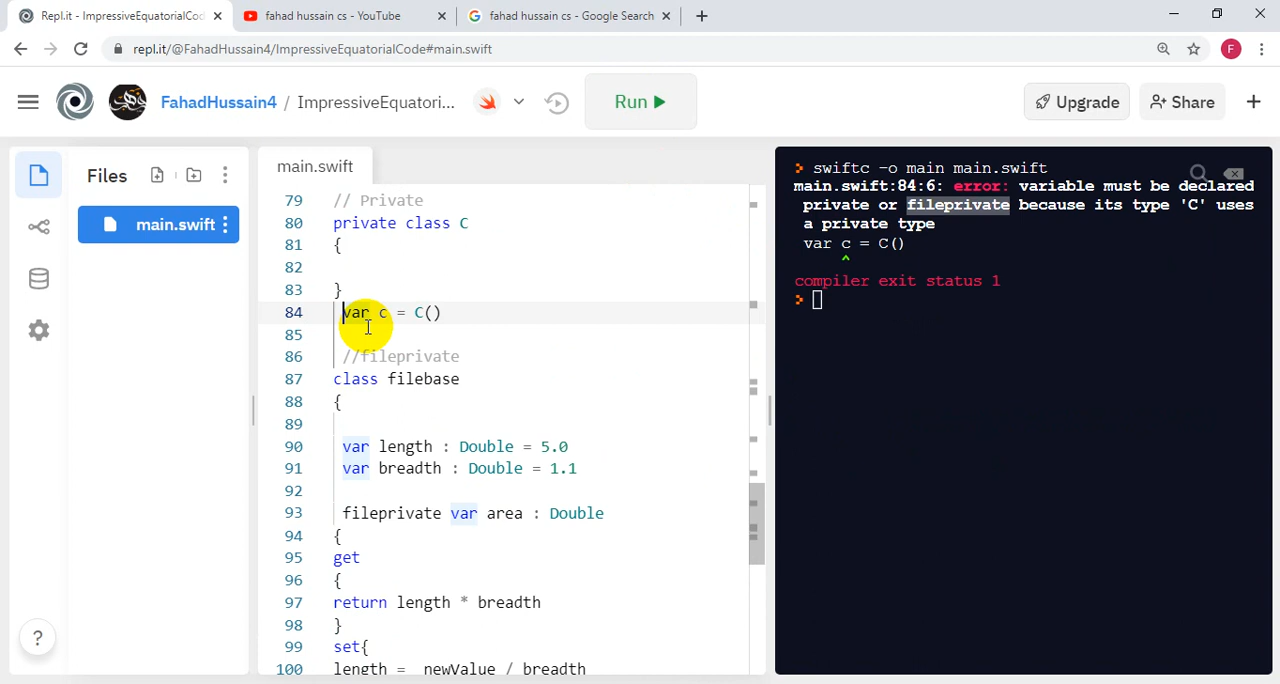 Repl.it - ImpressiveEquatorialCod
fahad hussain cs - YouTube
fahad hussain cs - Google Search
repl.it/@FahadHussain4/ImpressiveEquatorialCode#main.swift
F
FahadHussain4 / ImpressiveEquatori...
Run
Upgrade
Share
Files
main.swift
main.swift
79 // Private
80 private class C
81 {
82
83 }
84 var c = C()
85
86 //fileprivate
87 class filebase
88 {
89
90 var length : Double = 5.0
91 var breadth : Double = 1.1
92
93 fileprivate var area : Double
94 {
95 get
96 {
97 return length * breadth
98 }
99 set{
100 length = newValue / breadth
?
> swiftc -o main main.swift
main.swift:84:6: error: variable must be declared
private or fileprivate because its type 'C' uses
a private type
var c = C()
^
compiler exit status 1
>